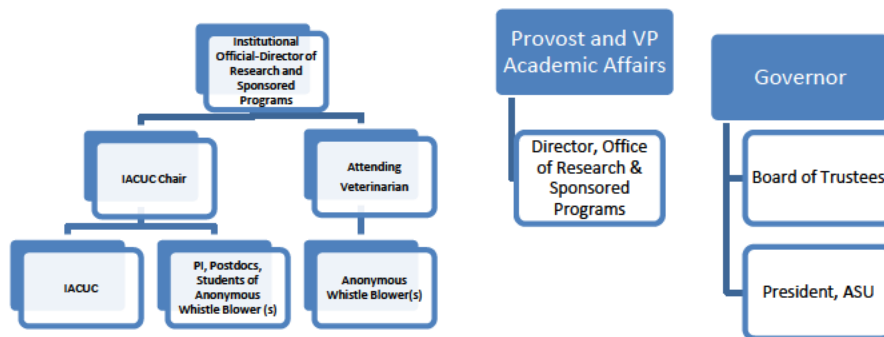 Institutional
Official-Director of
Research and
Sponsored
Programs
IACUC Chair
Attending
Veterinarian
IACUC
PI, Postdocs,
Students of
Anonymous
Whistle Blower (s)
Anonymous
Whistle Blower(s)
Provost and VP
Academic Affairs
Director, Office
of Research &
Sponsored
Programs
Governor
Board of Trustees
President, ASU